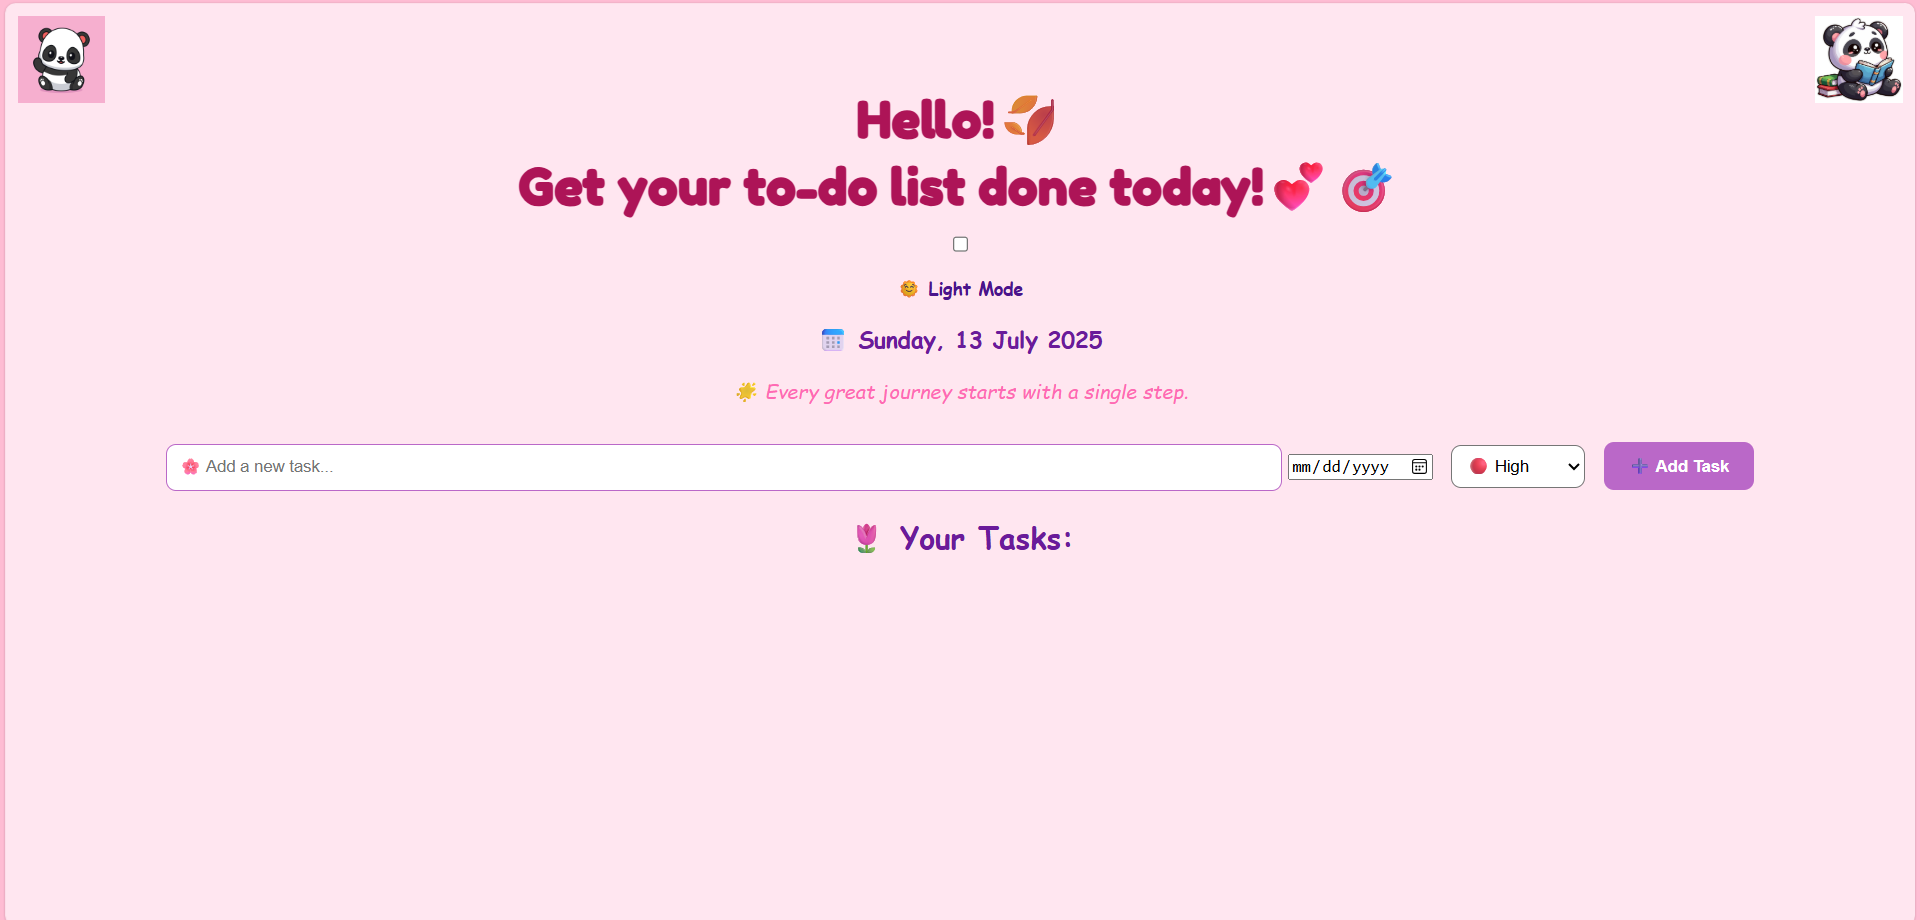 Hello! 🍂
Get your to-do list done today! 💕 🎯
🌞 Light Mode
📅 Sunday, 13 July 2025
🌟 Every great journey starts with a single step.
🌸 Add a new task... mm/dd/yyyy 🔴 High ➕ Add Task
🌷 Your Tasks: